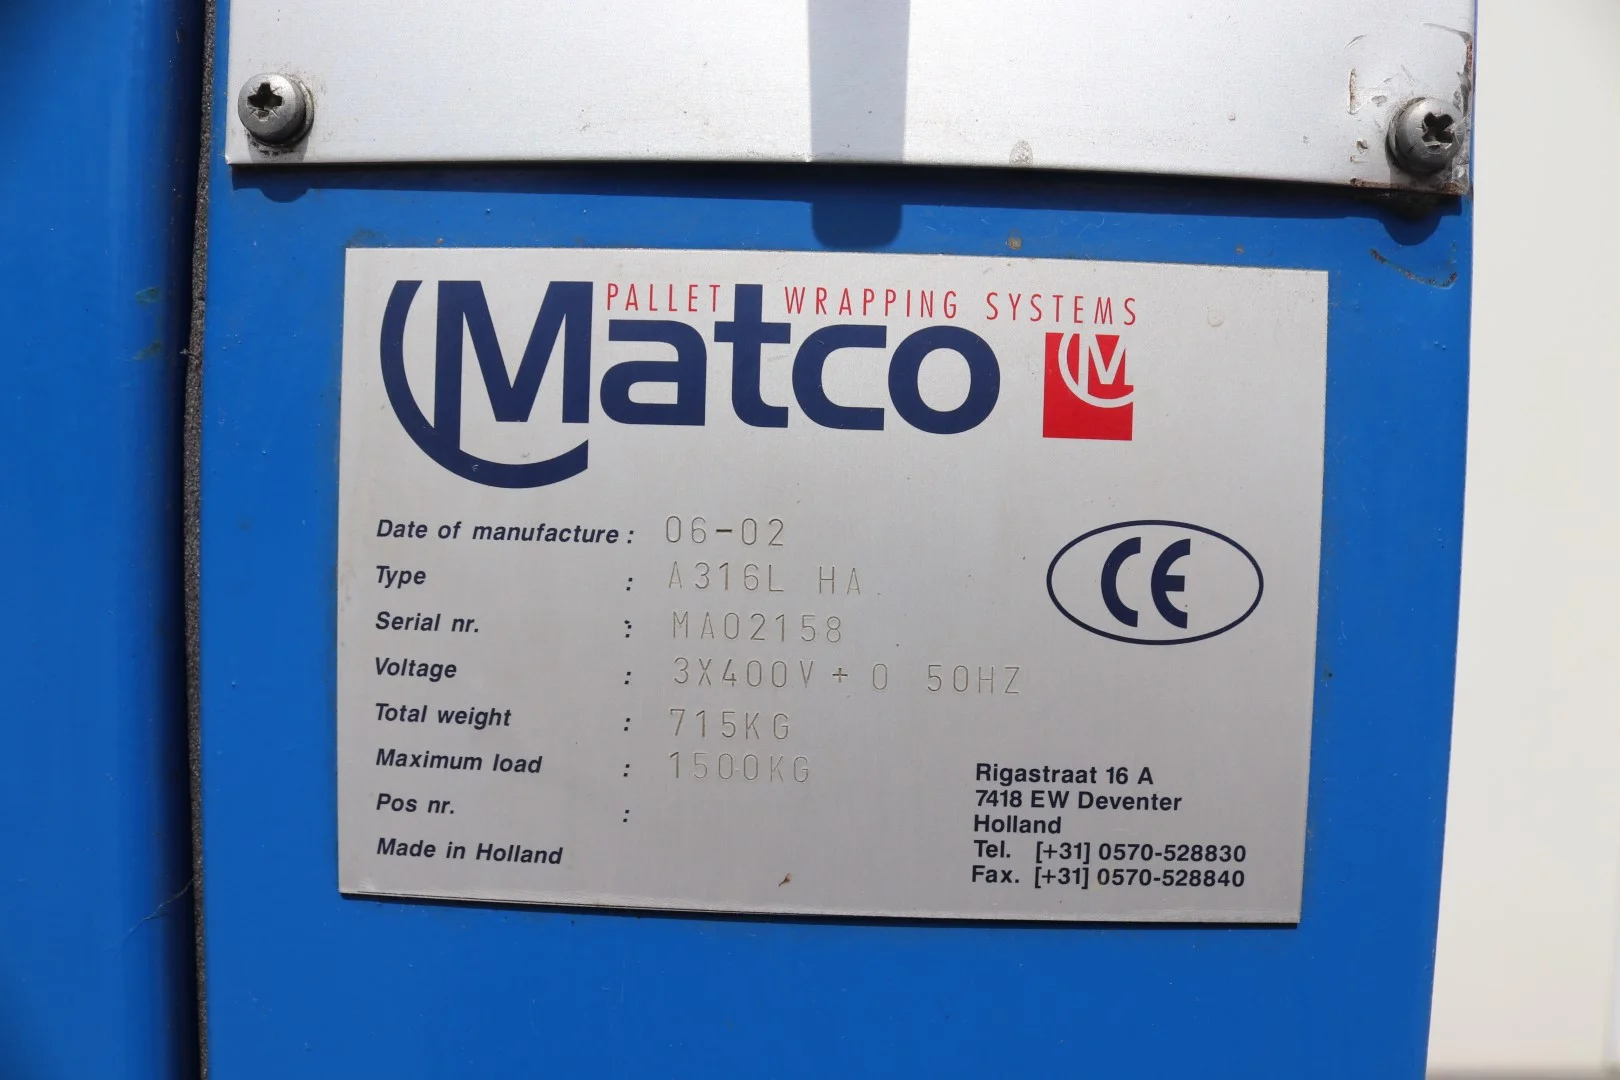 PALLET WRAPPING SYSTEMS
Matco M
Date of manufacture : 06-02
Type : A316L HA
Serial nr. : MA02158
Voltage : 3X400V + 0 50HZ
Total weight : 715KG
Maximum load : 1500KG
Pos nr. :
Made in Holland
CE
Rigastraat 16 A
7418 EW Deventer
Holland
Tel. [+31] 0570-528830
Fax. [+31] 0570-528840